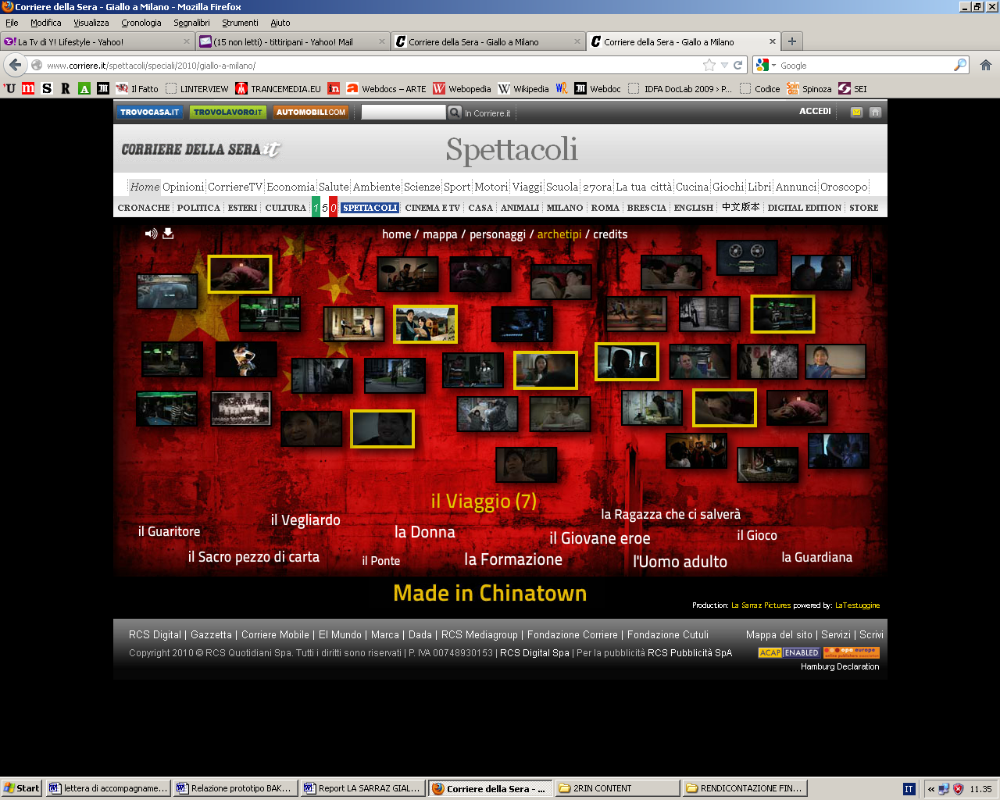 Corriere della Sera - Giallo a Milano - Mozilla Firefox
File Modifica Visualizza Cronologia Segnalibri Strumenti Aiuto
Y! La Tv di Y! Lifestyle - Yahoo! (15 non letti) - tittiripani - Yahoo! Mail C Corriere della Sera - Giallo a Milano C Corriere della Sera - Giallo a Milano
www.corriere.it/spettacoli/speciali/2010/giallo-a-milano/ Google
'U m S R A M Il Fatto LINTERVIEW TRANCEMEDIA.EU in a Webdocs – ARTE W Webopedia W Wikipedia M Webdoc IDFA DocLab 2009 › P... Codice Spinoza SEI
TROVOCASA.IT TROVOLAVORO.IT AUTOMOBILI.COM In Corriere.it ACCEDI
CORRIERE DELLA SERA.it Spettacoli
Home Opinioni CorriereTV Economia Salute Ambiente Scienze Sport Motori Viaggi Scuola 27ora La tua città Cucina Giochi Libri Annunci Oroscopo
CRONACHE POLITICA ESTERI CULTURA 150 SPETTACOLI CINEMA E TV CASA ANIMALI MILANO ROMA BRESCIA ENGLISH 中文版本 DIGITAL EDITION STORE
home / mappa / personaggi / archetipi / credits
il Viaggio (7)
il Guaritore il Vegliardo la Donna la Ragazza che ci salverà il Giovane eroe il Gioco
il Sacro pezzo di carta il Ponte la Formazione l'Uomo adulto la Guardiana
Made in Chinatown
Production: La Sarraz Pictures powered by: LaTestuggine
RCS Digital | Gazzetta | Corriere Mobile | El Mundo | Marca | Dada | RCS Mediagroup | Fondazione Corriere | Fondazione Cutuli Mappa del sito | Servizi | Scrivi
Copyright 2010 © RCS Quotidiani Spa. Tutti i diritti sono riservati | P. IVA 00748930153 | RCS Digital Spa | Per la pubblicità RCS Pubblicità SpA ACAP ENABLED opa europe
Hamburg Declaration
Start lettera di accompagname... Relazione prototipo BAK... Report LA SARRAZ GIAL... Corriere della Sera - ... 2RIN CONTENT RENDICONTAZIONE FIN... IT « 11.35